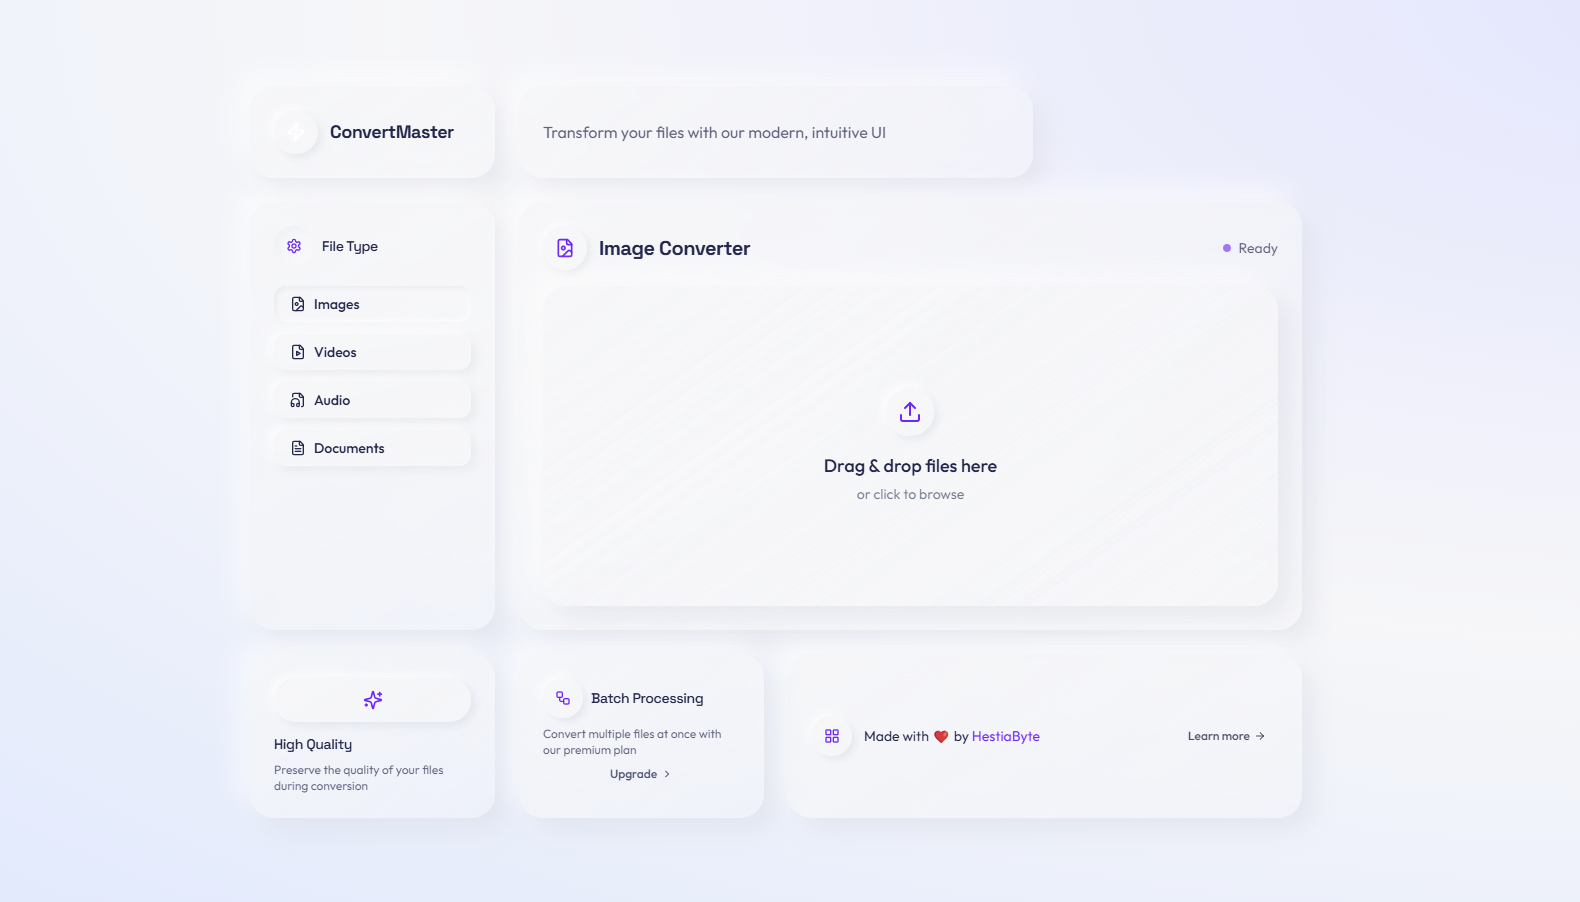 ConvertMaster
Transform your files with our modern, intuitive UI
File Type
Images
Videos
Audio
Documents
Image Converter
Ready
Drag & drop files here
or click to browse
High Quality
Preserve the quality of your files
during conversion
Batch Processing
Convert multiple files at once with
our premium plan
Upgrade
Made with ❤️ by HestiaByte
Learn more →